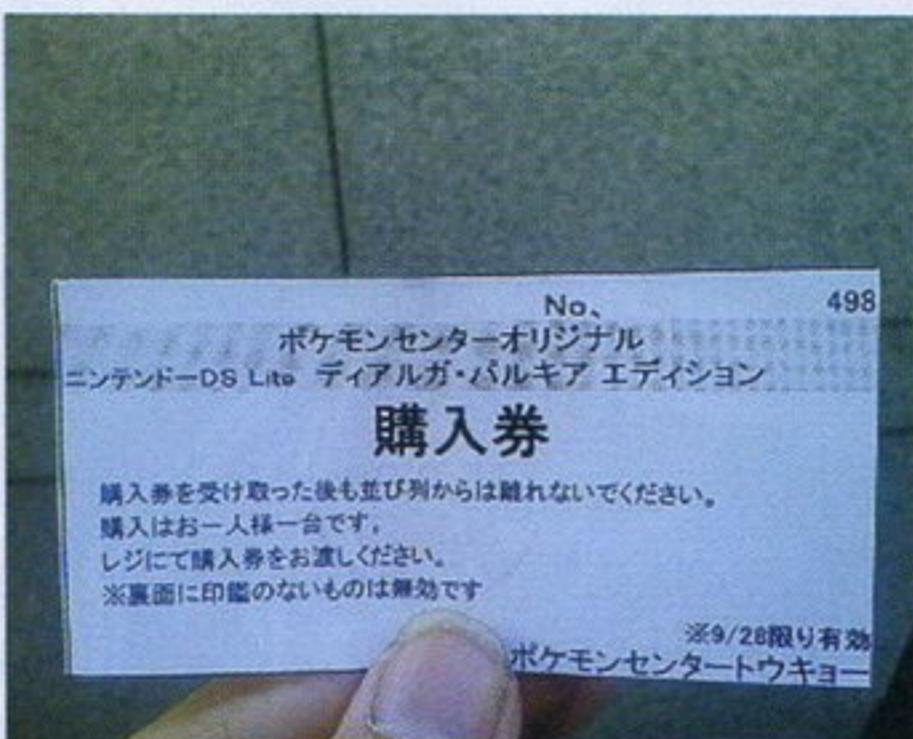 No、 498
ポケモンセンターオリジナル
ニンテンドーDS Lite ディアルガ・パルキア エディション
購入券
購入券を受け取った後も並び列からは離れないでください。
購入はお一人様一台です。
レジにて購入券をお渡しください。
※裏面に印鑑のないものは無効です
※9/28限り有効
ポケモンセンタートウキョー